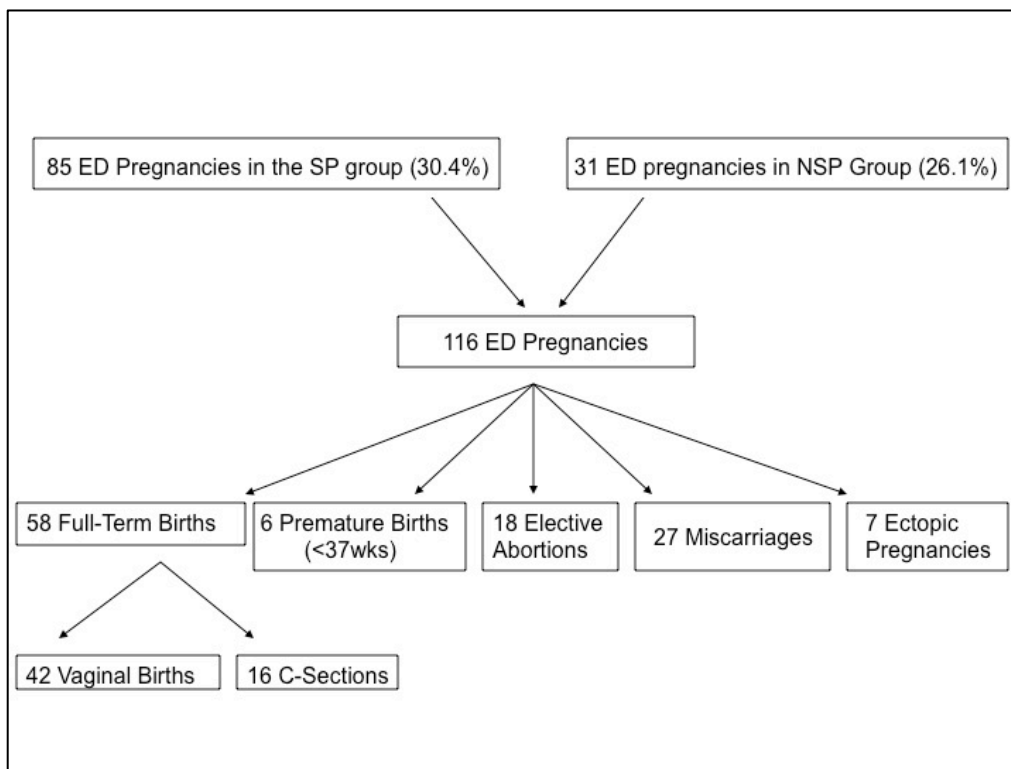 85 ED Pregnancies in the SP group (30.4%)
31 ED pregnancies in NSP Group (26.1%)
116 ED Pregnancies
58 Full-Term Births
6 Premature Births
(<37wks)
18 Elective
Abortions
27 Miscarriages
7 Ectopic
Pregnancies
42 Vaginal Births
16 C-Sections